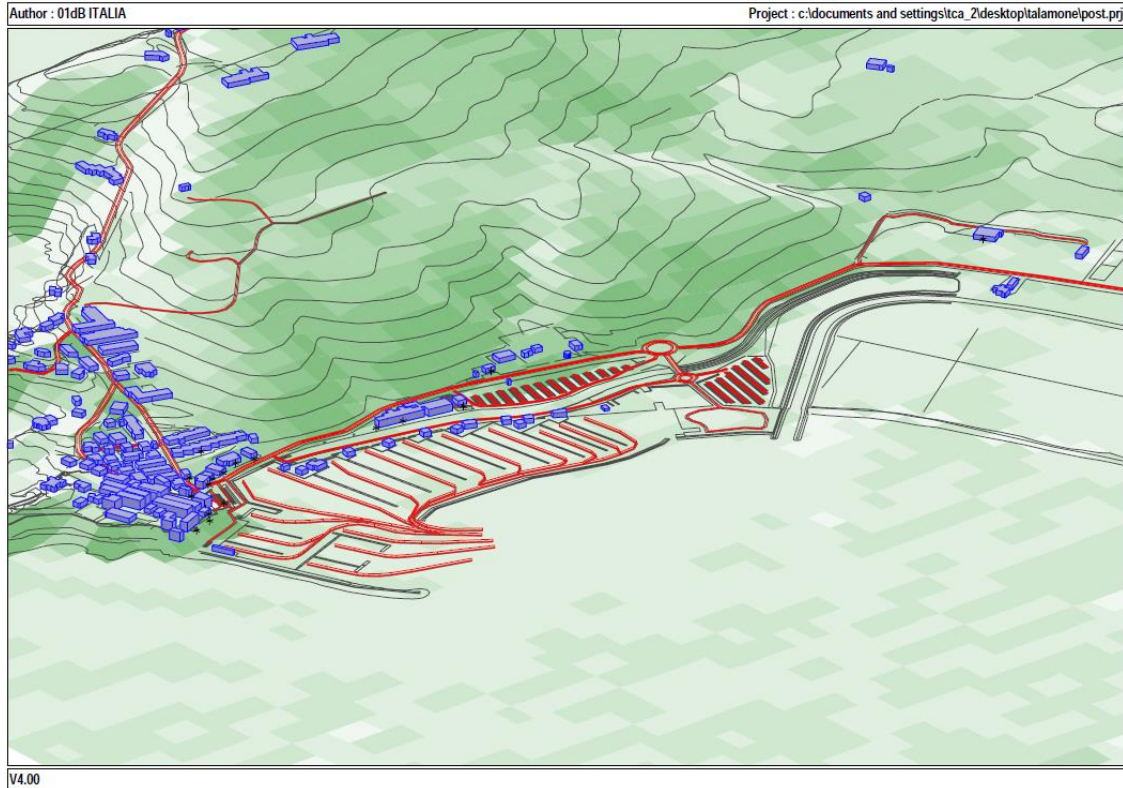 Author : 01dB ITALIA
Project : c:\documents and settings\tca_2\desktop\talamone\post.prj
V4.00